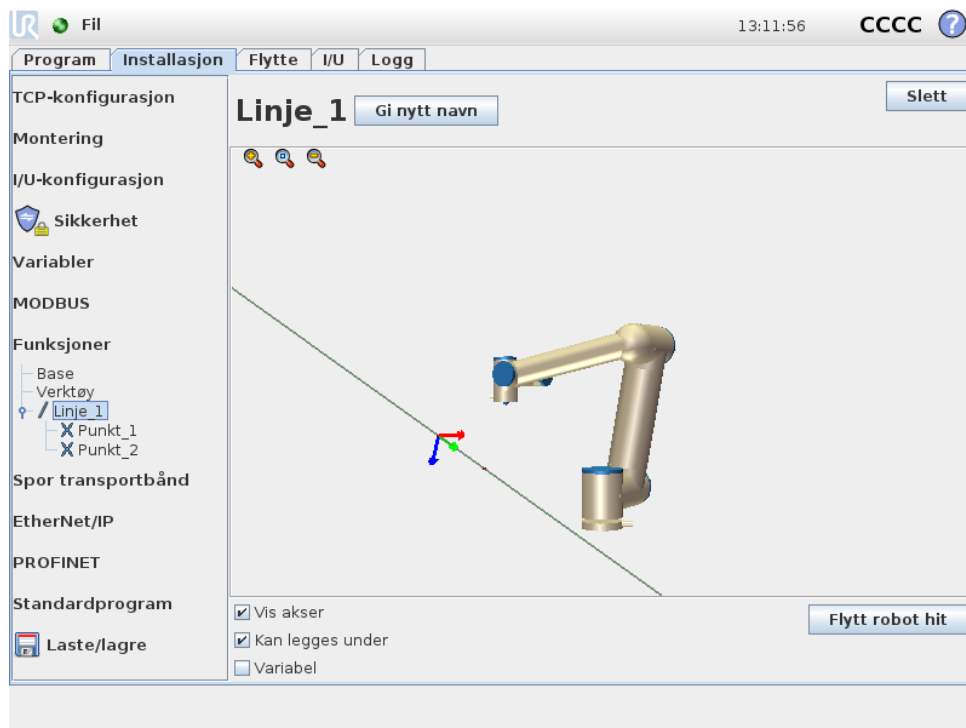 UR Fil 13:11:56 CCCC ?
Program Installasjon Flytte I/U Logg
TCP-konfigurasjon
Montering
I/U-konfigurasjon
Sikkerhet
Variabler
MODBUS
Funksjoner
Base
Verktøy
Linje_1
Punkt_1
Punkt_2
Spor transportbånd
EtherNet/IP
PROFINET
Standardprogram
Laste/lagre
Linje_1 Gi nytt navn Slett
Vis akser
Kan legges under
Variabel
Flytt robot hit